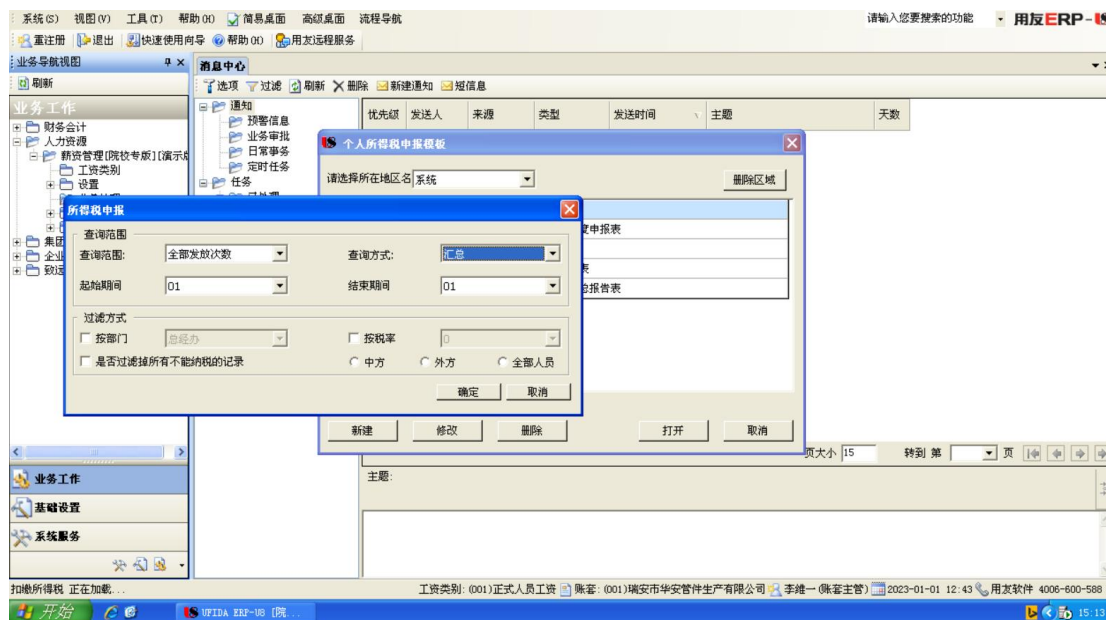 系统(S) 视图(V) 工具(T) 帮助(H) 简易桌面 高级桌面 流程导航 请输入您要搜索的功能 用友ERP-U
重注册 退出 快速使用向导 帮助(H) 用友远程服务
业务导航视图
刷新
业务工作
财务会计
人力资源
薪资管理[院校专版][演示版
工资类别
设置
集团
企业
致远
消息中心
选项 过滤 刷新 删除 新建通知 短信息
通知
预警信息
业务审批
日常事务
定时任务
任务
优先级 发送人 来源 类型 发送时间 主题 天数
个人所得税申报模板
请选择所在地区名 系统 删除区域
度申报表
表
总报告表
所得税申报
查询范围
查询范围: 全部发放次数 查询方式: 汇总
起始期间 01 结束期间 01
过滤方式
按部门 总经办 按税率 0
是否过滤掉所有不能纳税的记录 中方 外方 全部人员
确定 取消
新建 修改 删除 打开 取消
页大小 15 转到 第 页
主题:
业务工作
基础设置
系统服务
扣缴所得税 正在加载... 工资类别:(001)正式人员工资 账套:(001)瑞安市华安管件生产有限公司 李维一(账套主管) 2023-01-01 12:43 用友软件 4006-600-588
开始 UFIDA ERP-U8 [院... 15:13